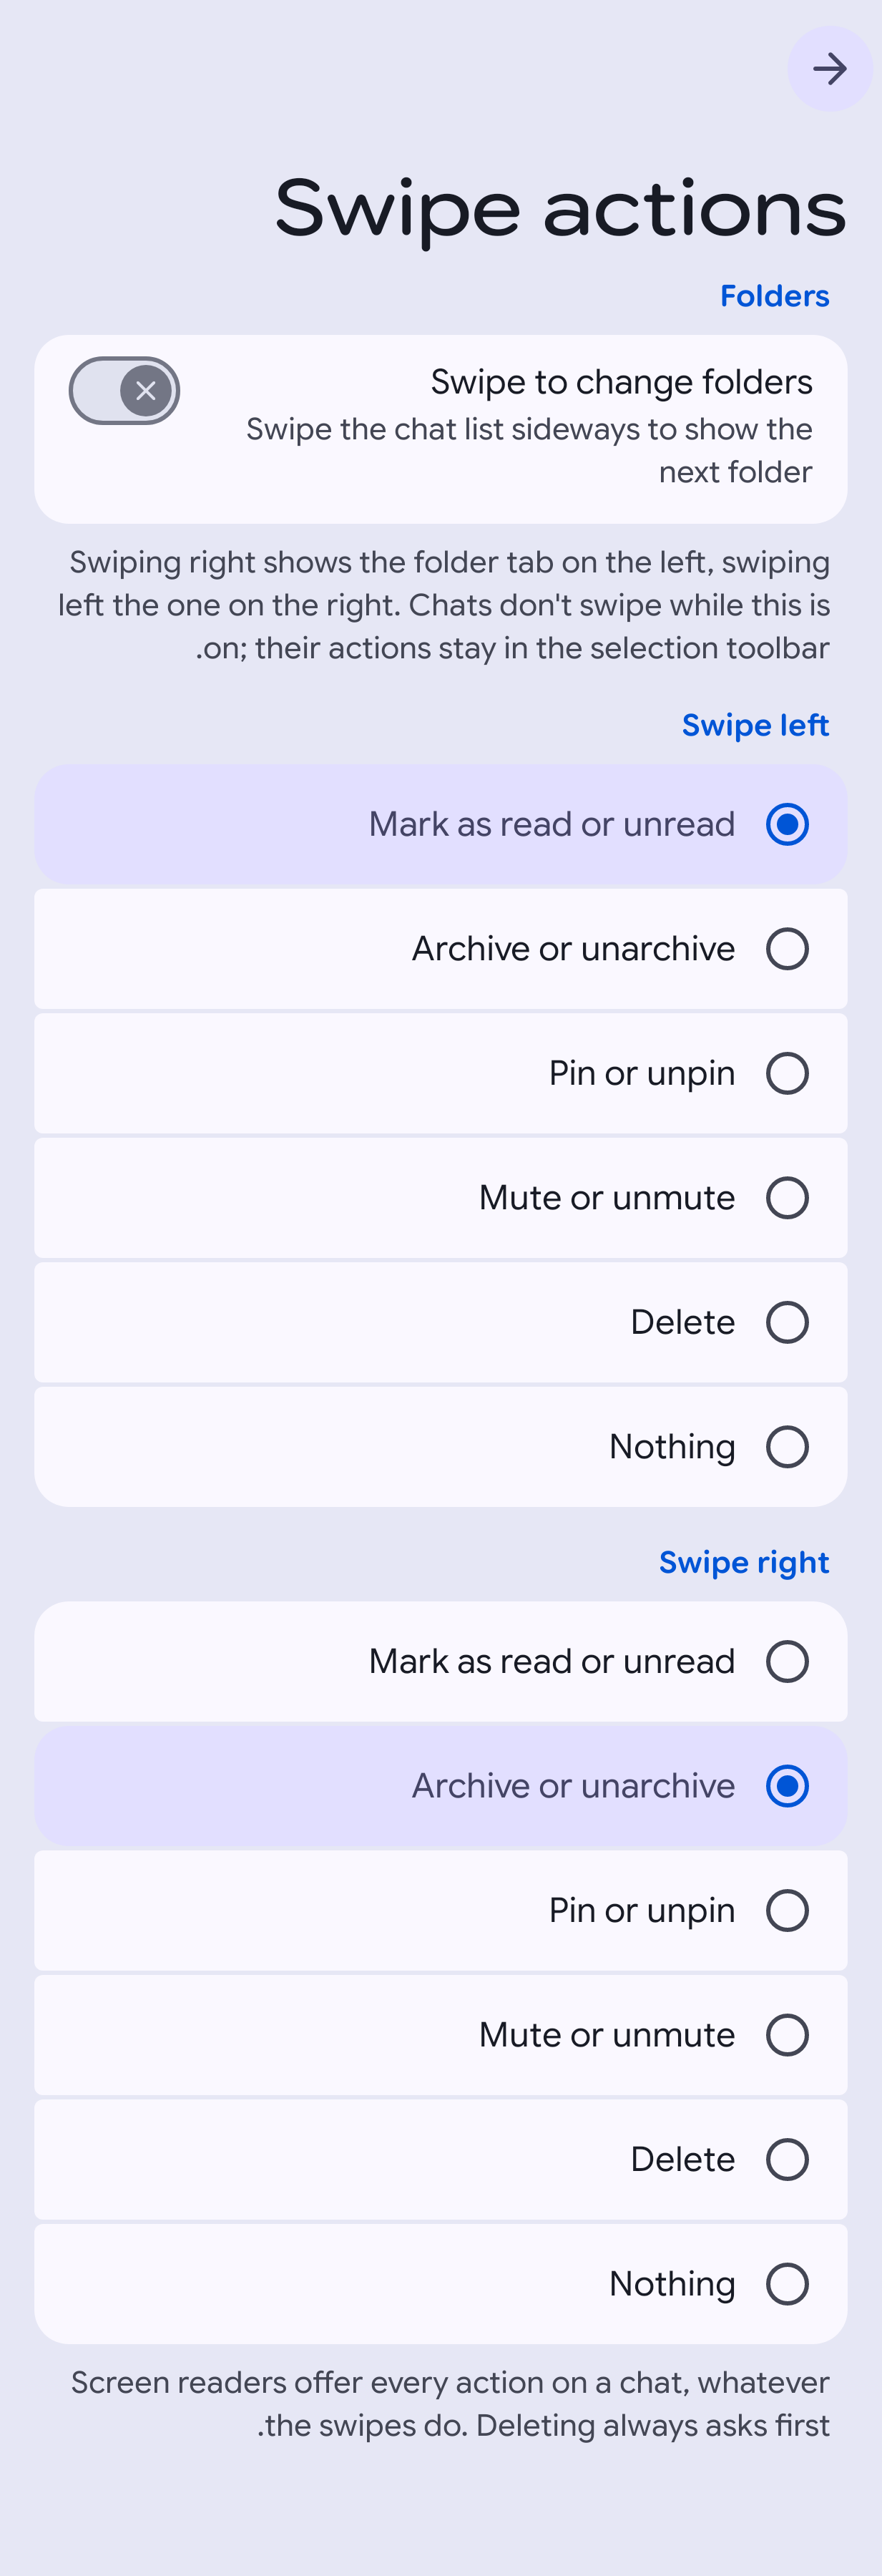 Swipe actions
Folders
Swipe to change folders
Swipe the chat list sideways to show the
next folder
Swiping right shows the folder tab on the left, swiping
left the one on the right. Chats don't swipe while this is
.on; their actions stay in the selection toolbar
Swipe left
Mark as read or unread
Archive or unarchive
Pin or unpin
Mute or unmute
Delete
Nothing
Swipe right
Mark as read or unread
Archive or unarchive
Pin or unpin
Mute or unmute
Delete
Nothing
Screen readers offer every action on a chat, whatever
.the swipes do. Deleting always asks first